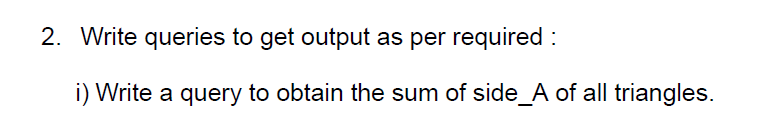 2. Write queries to get output as per required :
i) Write a query to obtain the sum of side_A of all triangles.